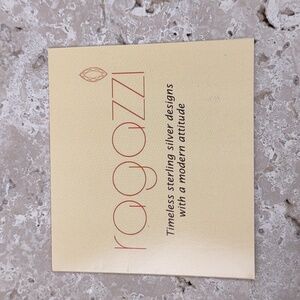 ragazzi
Timeless sterling silver designs
with a modern attitude